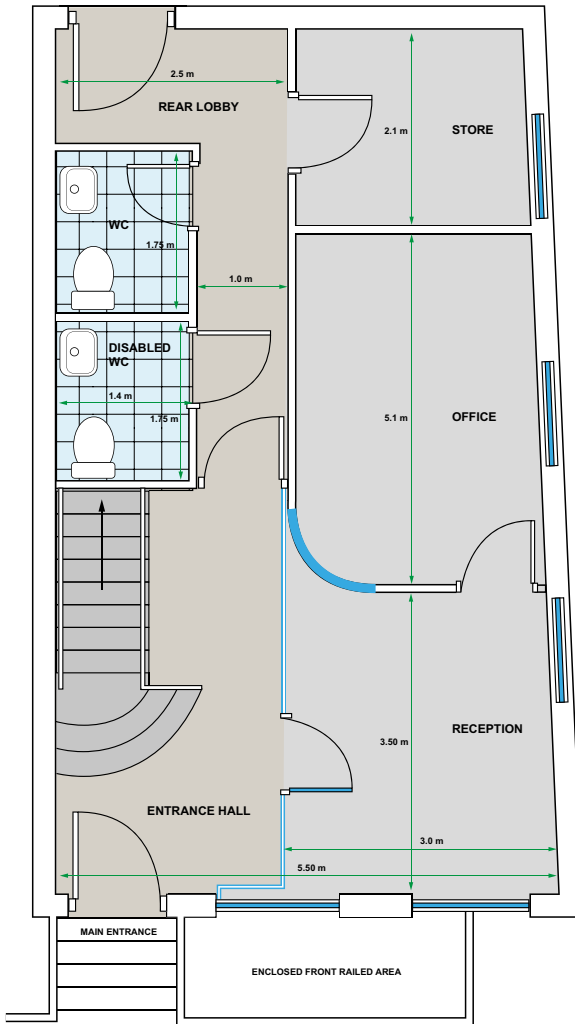 2.5 m
REAR LOBBY
2.1 m
STORE
WC
1.75 m
1.0 m
DISABLED
WC
1.4 m
1.75 m
5.1 m
OFFICE
3.50 m
RECEPTION
ENTRANCE HALL
3.0 m
5.50 m
MAIN ENTRANCE
ENCLOSED FRONT RAILED AREA